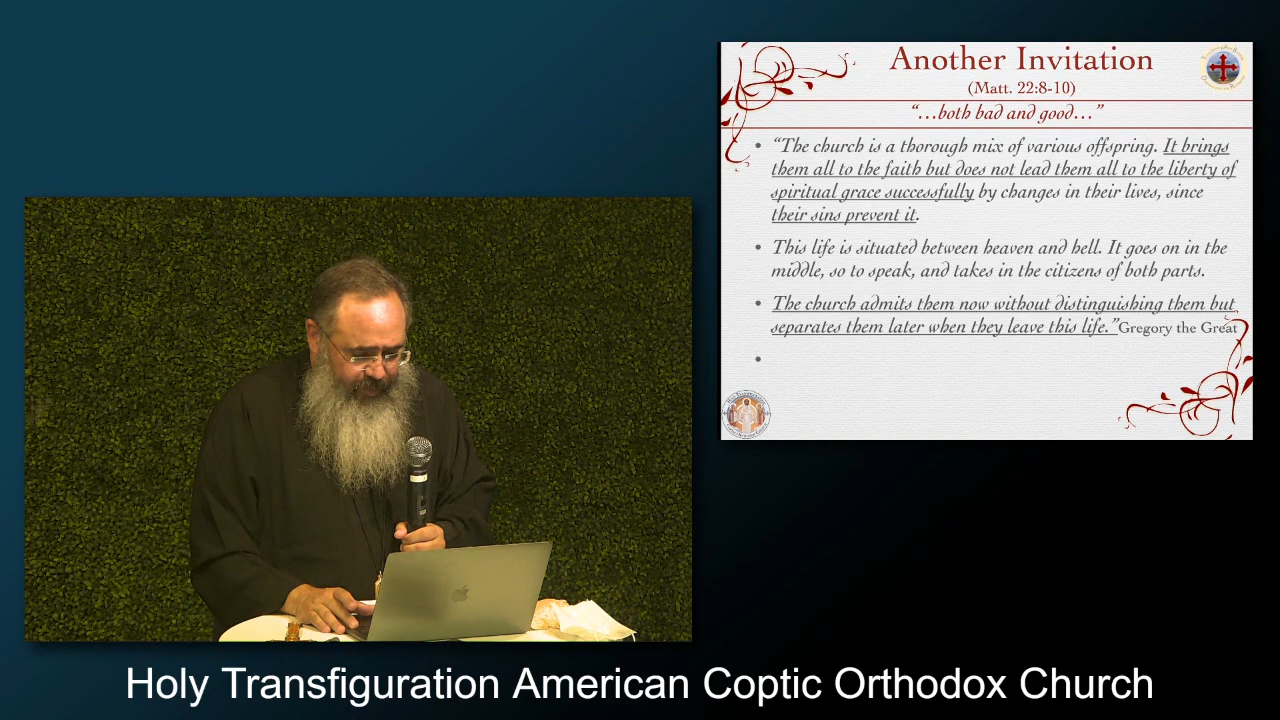 Another Invitation
(Matt. 22:8-10)
“…both bad and good…”
• “The church is a thorough mix of various offspring. It brings
them all to the faith but does not lead them all to the liberty of
spiritual grace successfully by changes in their lives, since
their sins prevent it.
• This life is situated between heaven and hell. It goes on in the
middle, so to speak, and takes in the citizens of both parts.
• The church admits them now without distinguishing them but
separates them later when they leave this life.”Gregory the Great
•
Holy Transfiguration American Coptic Orthodox Church